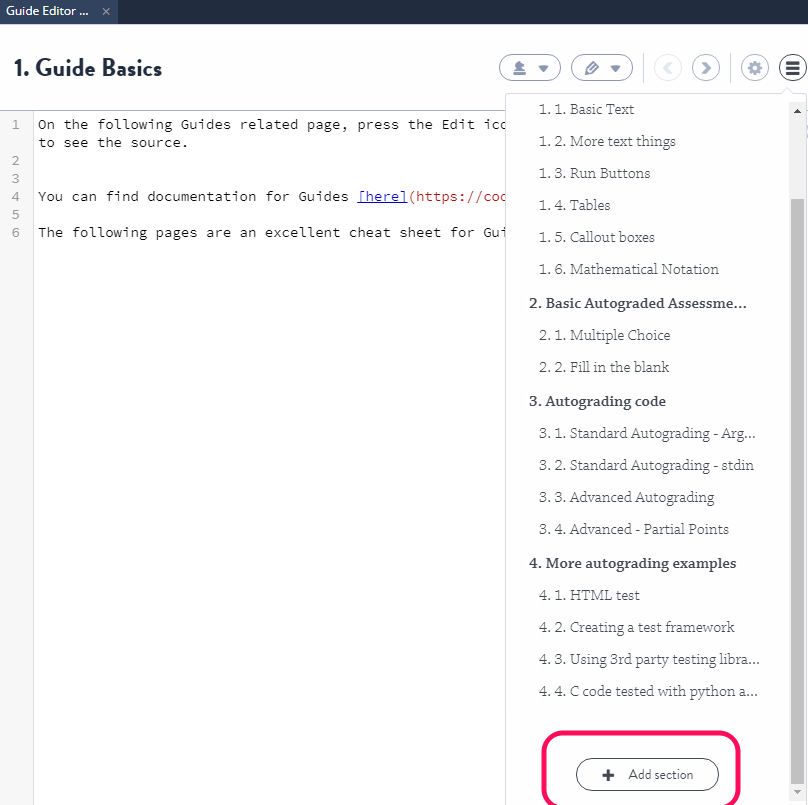 Guide Editor ... ×
1. Guide Basics
1 On the following Guides related page, press the Edit ico
to see the source.
2
3
4 You can find documentation for Guides [here](https://coc
5
6 The following pages are an excellent cheat sheet for Gui
1. 1. Basic Text
1. 2. More text things
1. 3. Run Buttons
1. 4. Tables
1. 5. Callout boxes
1. 6. Mathematical Notation
2. Basic Autograded Assessme...
2. 1. Multiple Choice
2. 2. Fill in the blank
3. Autograding code
3. 1. Standard Autograding - Arg...
3. 2. Standard Autograding - stdin
3. 3. Advanced Autograding
3. 4. Advanced - Partial Points
4. More autograding examples
4. 1. HTML test
4. 2. Creating a test framework
4. 3. Using 3rd party testing libra...
4. 4. C code tested with python a...
+ Add section